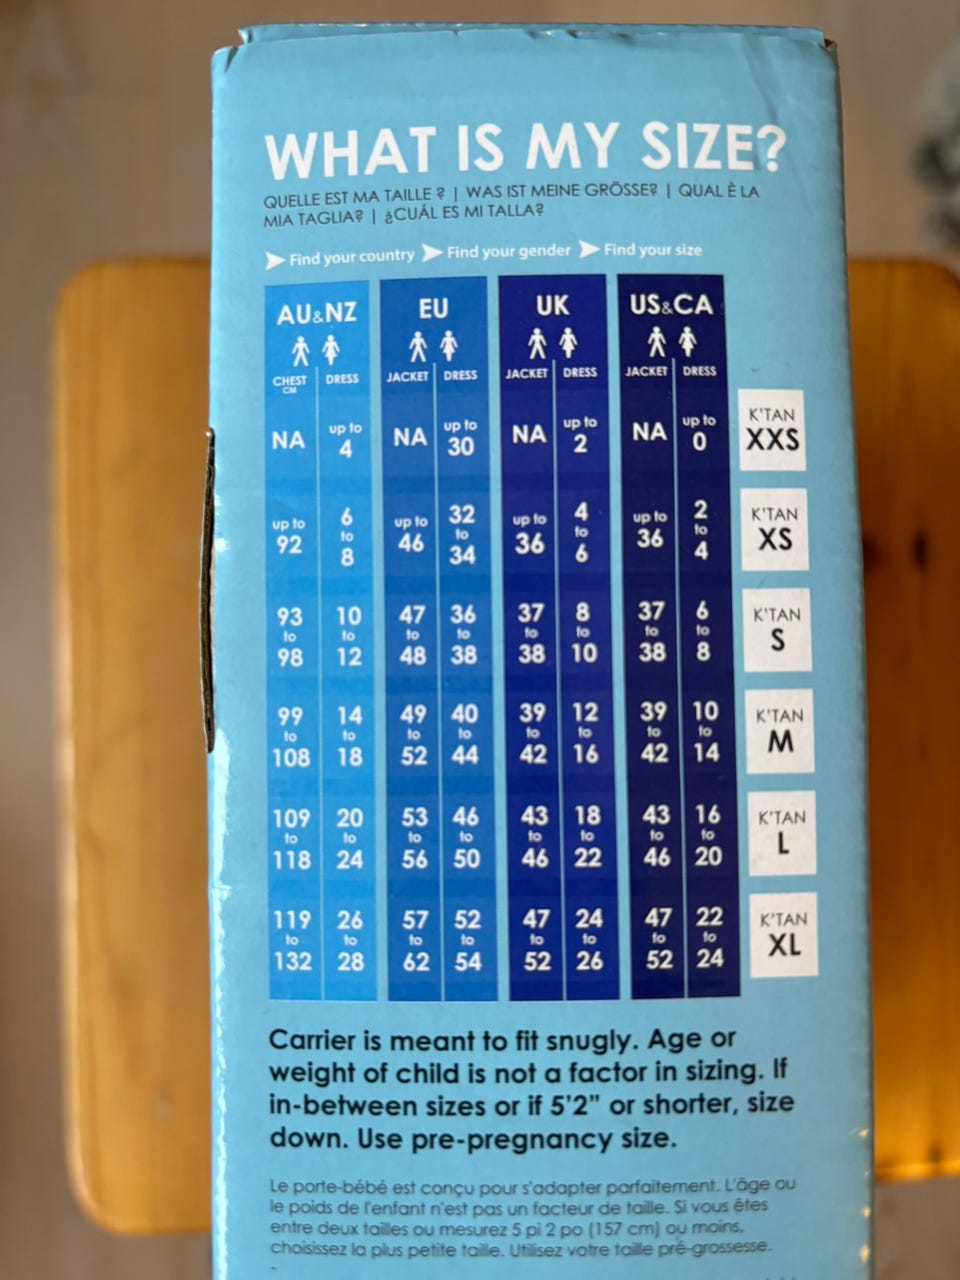 WHAT IS MY SIZE?
QUELLE EST MA TAILLE ? | WAS IST MEINE GRÖSSE? | QUAL È LA
MIA TAGLIA? | ¿CUÁL ES MI TALLA?
Find your country Find your gender Find your size
AU&NZ EU UK US&CA
CHEST CM DRESS JACKET DRESS JACKET DRESS JACKET DRESS
NA up to 4 NA up to 30 NA up to 2 NA up to 0 K'TAN XXS
up to 92 6 to 8 up to 46 32 to 34 up to 36 4 to 6 up to 36 2 to 4 K'TAN XS
93 to 98 10 to 12 47 to 48 36 to 38 37 to 38 8 to 10 37 to 38 6 to 8 K'TAN S
99 to 108 14 to 18 49 to 52 40 to 44 39 to 42 12 to 16 39 to 42 10 to 14 K'TAN M
109 to 118 20 to 24 53 to 56 46 to 50 43 to 46 18 to 22 43 to 46 16 to 20 K'TAN L
119 to 132 26 to 28 57 to 62 52 to 54 47 to 52 24 to 26 47 to 52 22 to 24 K'TAN XL
Carrier is meant to fit snugly. Age or
weight of child is not a factor in sizing. If
in-between sizes or if 5'2" or shorter, size
down. Use pre-pregnancy size.
Le porte-bébé est conçu pour s'adapter parfaitement. L'âge ou
le poids de l'enfant n'est pas un facteur de taille. Si vous êtes
entre deux tailles ou mesurez 5 pi 2 po (157 cm) ou moins,
choisissez la plus petite taille. Utilisez votre taille pré-grossesse.